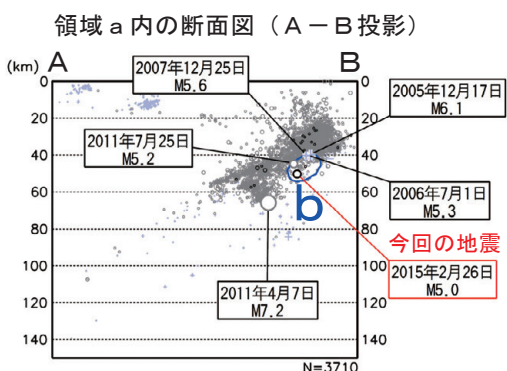 領域a内の断面図（A－B投影）
(km) A B
2007年12月25日
M5.6
2005年12月17日
M6.1
2011年7月25日
M5.2
2006年7月1日
M5.3
b
今回の地震
2015年2月26日
M5.0
2011年4月7日
M7.2
0 0
20 20
40 40
60 60
80 80
100 100
120 120
140 140
N=3710